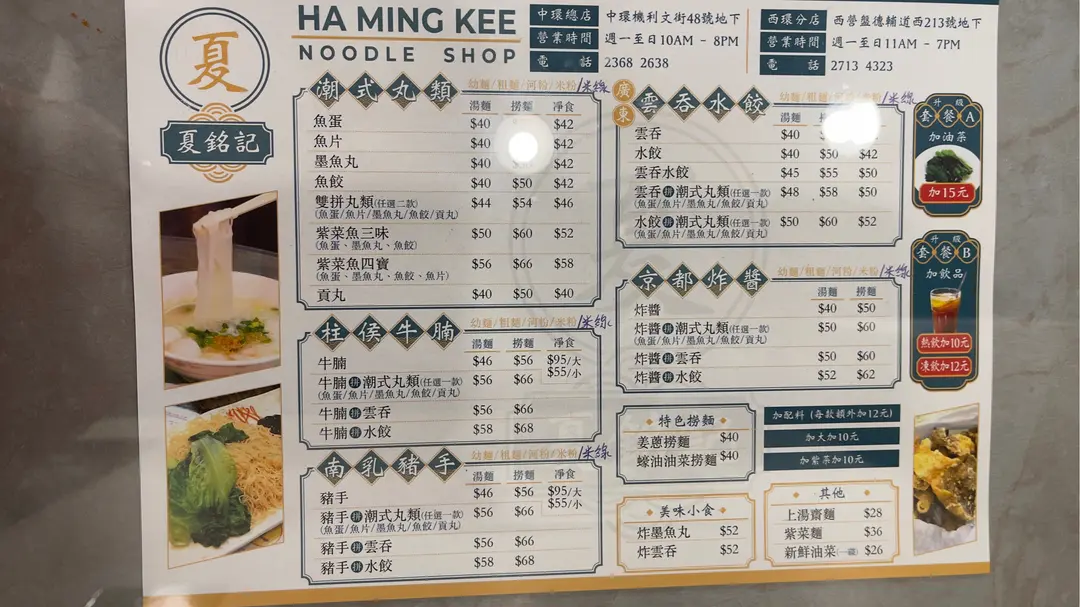 夏
夏銘記
HA MING KEE
NOODLE SHOP
中環總店 中環機利文街48號地下
營業時間 週一至日10AM - 8PM
電話 2368 2638
西環分店 西營盤德輔道西213號地下
營業時間 週一至日11AM - 7PM
電話 2713 4323
潮式丸類 幼麵/粗麵/河粉/米粉/米線
湯麵 撈麵 淨食
魚蛋 $40 $42
魚片 $40 $42
墨魚丸 $40 $42
魚餃 $40 $50 $42
雙拼丸類(任選二款) $44 $54 $46
(魚蛋/魚片/墨魚丸/魚餃/貢丸)
紫菜魚三味 $50 $60 $52
(魚蛋、墨魚丸、魚餃)
紫菜魚四寶 $56 $66 $58
(魚蛋、墨魚丸、魚餃、魚片)
貢丸 $40 $50 $40
柱侯牛腩 幼麵/粗麵/河粉/米粉/米線
湯麵 撈麵 淨食
牛腩 $46 $56 $95/大
$55/小
牛腩拼潮式丸類(任選一款) $56 $66
(魚蛋/魚片/墨魚丸/魚餃/貢丸)
牛腩拼雲吞 $56 $66
牛腩拼水餃 $58 $68
南乳豬手 幼麵/粗麵/河粉/米粉/米線
湯麵 撈麵 淨食
豬手 $46 $56 $95/大
$55/小
豬手拼潮式丸類(任選一款) $56 $66
(魚蛋/魚片/墨魚丸/魚餃/貢丸)
豬手拼雲吞 $56 $66
豬手拼水餃 $58 $68
廣東雲吞水餃 幼麵/粗麵/河粉/米粉/米線
湯麵
雲吞 $40
水餃 $40 $50 $42
雲吞水餃 $45 $55 $50
雲吞拼潮式丸類(任選一款) $48 $58 $50
(魚蛋/魚片/墨魚丸/魚餃/貢丸)
水餃拼潮式丸類(任選一款) $50 $60 $52
(魚蛋/魚片/墨魚丸/魚餃/貢丸)
京都炸醬 幼麵/粗麵/河粉/米粉/米線
湯麵 撈麵
炸醬 $40 $50
炸醬拼潮式丸類(任選一款) $50 $60
(魚蛋/魚片/墨魚丸/魚餃/貢丸)
炸醬拼雲吞 $50 $60
炸醬拼水餃 $52 $62
特色撈麵
姜蔥撈麵 $40
蠔油油菜撈麵 $40
美味小食
炸墨魚丸 $52
炸雲吞 $52
加配料 (每款額外加12元)
加大加10元
加紫菜加10元
其他
上湯齋麵 $28
紫菜麵 $36
新鮮油菜(一碟) $26
升級
套餐A
加油菜
加15元
升級
套餐B
加飲品
熱飲加10元
凍飲加12元